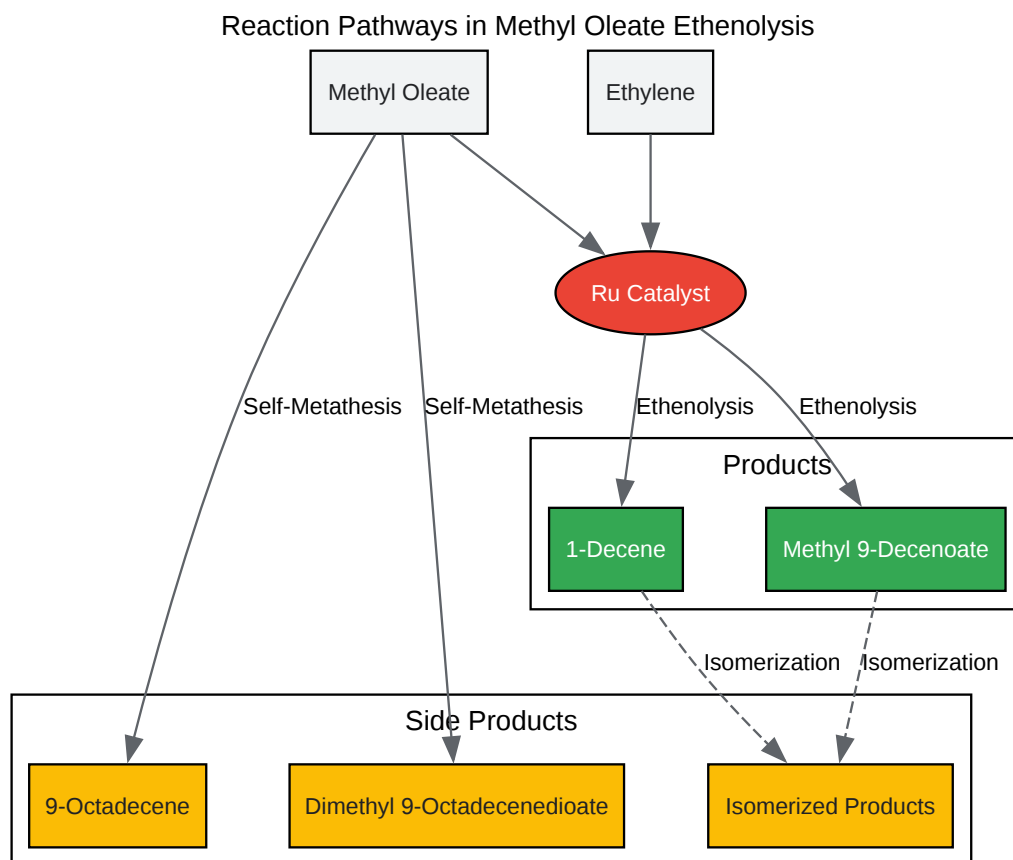 Reaction Pathways in Methyl Oleate Ethenolysis
Methyl Oleate
Ethylene
Ru Catalyst
Self-Metathesis
Self-Metathesis
Ethenolysis
Ethenolysis
Products
1-Decene
Methyl 9-Decenoate
Isomerization
Isomerization
Side Products
9-Octadecene
Dimethyl 9-Octadecenedioate
Isomerized Products